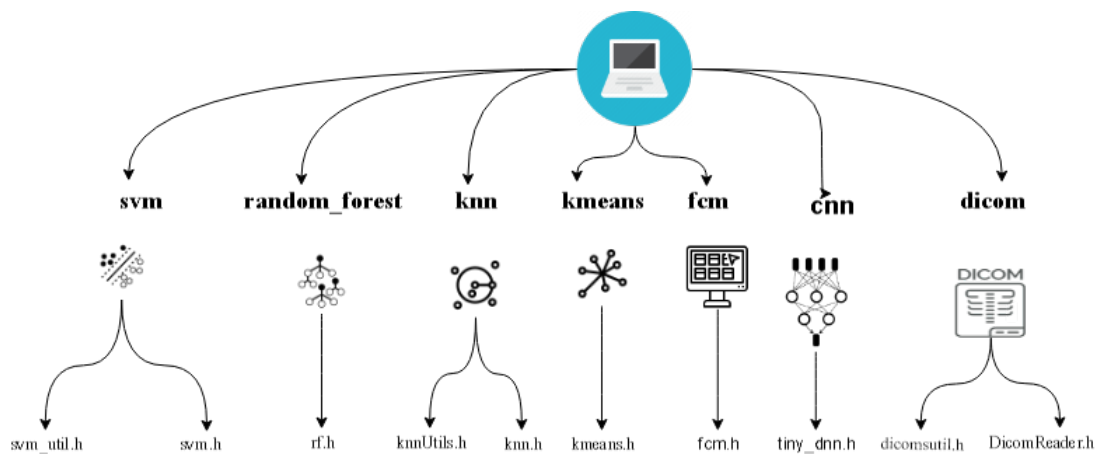 svm random_forest knn kmeans fcm cnn dicom
DICOM
svm_util.h svm.h rf.h knnUtils.h knn.h kmeans.h fcm.h tiny_dnn.h dicomsutil.h DicomReader.h